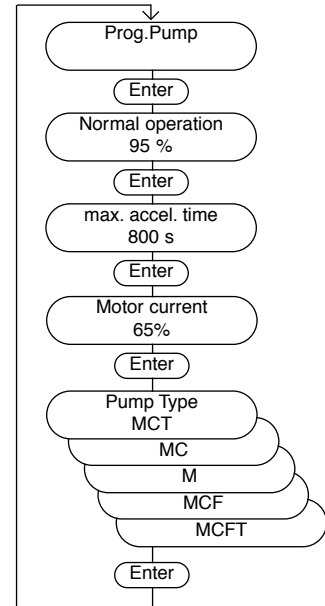 Prog.Pump
Enter
Normal operation
95 %
Enter
max. accel. time
800 s
Enter
Motor current
65%
Enter
Pump Type
MCT
MC
M
MCF
MCFT
Enter